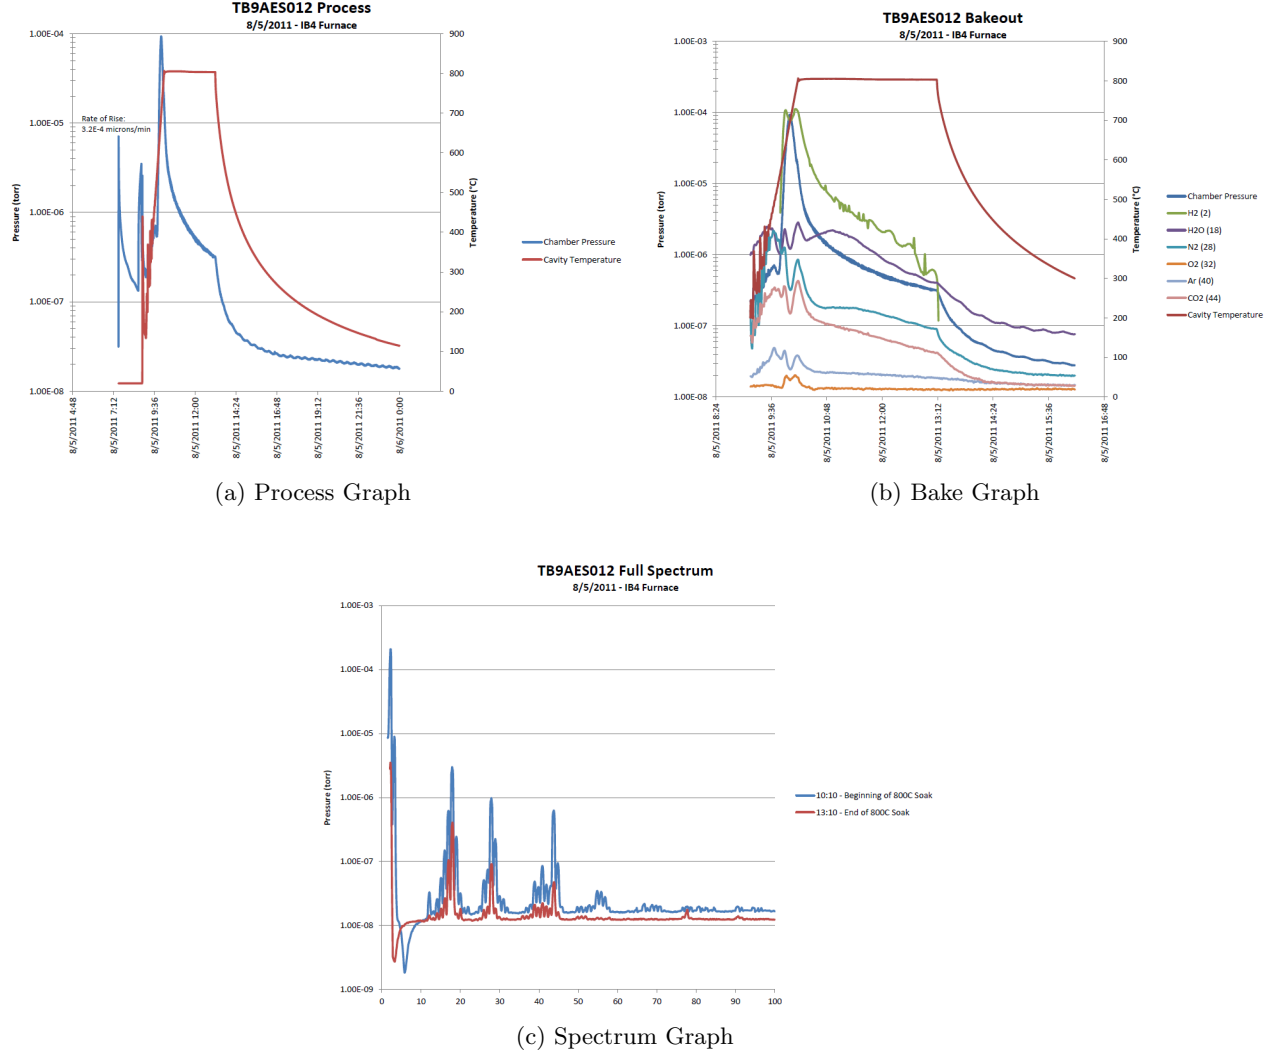 TB9AES012 Process
8/5/2011 - IB4 Furnace
1.00E-04
1.00E-05
1.00E-06
1.00E-07
1.00E-08
Pressure (torr)
Rate of Rise:
3.2E-4 microns/min
900
800
700
600
500
400
300
200
100
0
Temperature (°C)
8/5/2011 4:48
8/5/2011 7:12
8/5/2011 9:36
8/5/2011 12:00
8/5/2011 14:24
8/5/2011 16:48
8/5/2011 19:12
8/5/2011 21:36
8/6/2011 0:00
Chamber Pressure
Cavity Temperature
(a) Process Graph
TB9AES012 Bakeout
8/5/2011 - IB4 Furnace
1.00E-03
1.00E-04
1.00E-05
1.00E-06
1.00E-07
1.00E-08
Pressure (torr)
900
800
700
600
500
400
300
200
100
0
Temperature (°C)
8/5/2011 8:24
8/5/2011 9:36
8/5/2011 10:48
8/5/2011 12:00
8/5/2011 13:12
8/5/2011 14:24
8/5/2011 15:36
8/5/2011 16:48
Chamber Pressure
H2 (2)
H2O (18)
N2 (28)
O2 (32)
Ar (40)
CO2 (44)
Cavity Temperature
(b) Bake Graph
TB9AES012 Full Spectrum
8/5/2011 - IB4 Furnace
1.00E-03
1.00E-04
1.00E-05
1.00E-06
1.00E-07
1.00E-08
1.00E-09
Pressure (torr)
0 10 20 30 40 50 60 70 80 90 100
10:10 - Beginning of 800C Soak
13:10 - End of 800C Soak
(c) Spectrum Graph